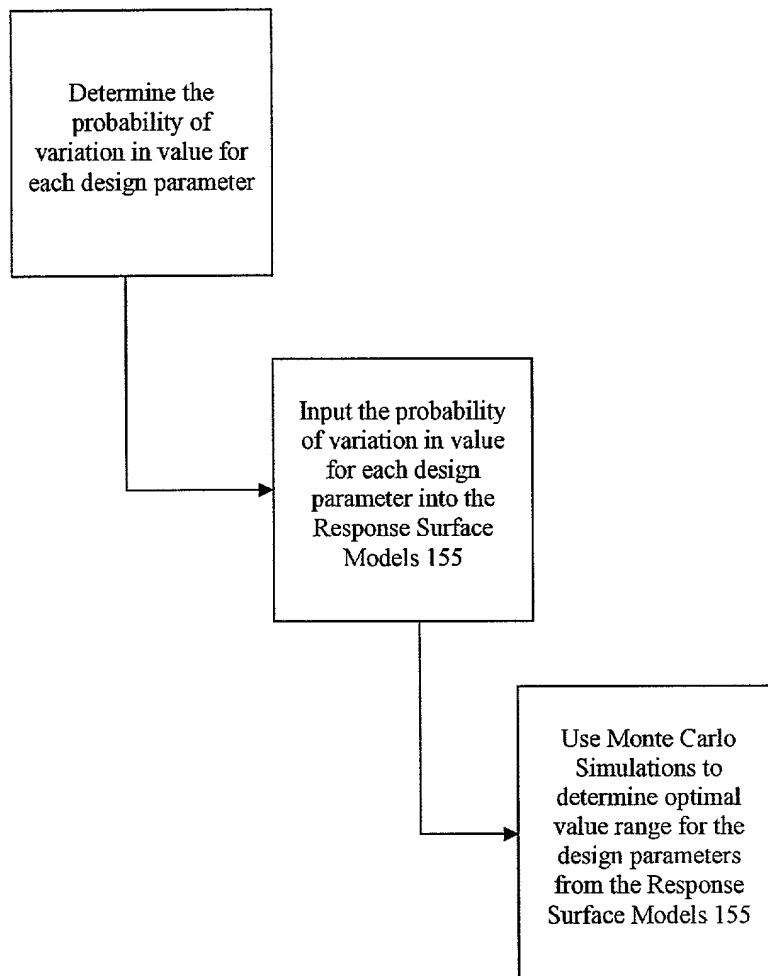 Determine the
probability of
variation in value for
each design parameter
Input the probability
of variation in value
for each design
parameter into the
Response Surface
Models 155
Use Monte Carlo
Simulations to
determine optimal
value range for the
design parameters
from the Response
Surface Models 155